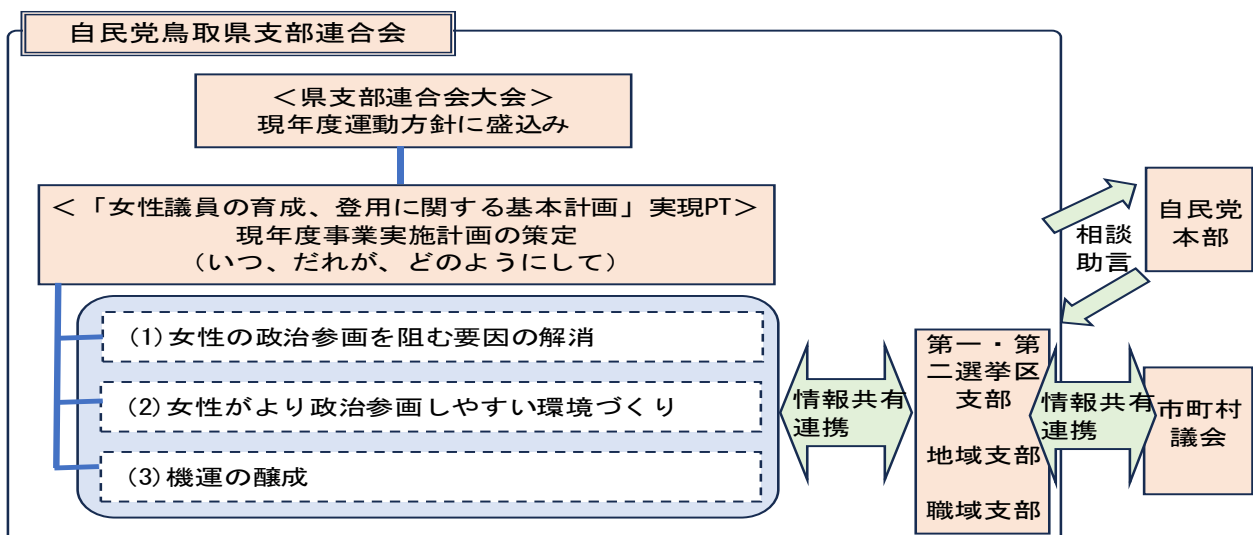 自民党鳥取県支部連合会
＜県支部連合会大会＞
現年度運動方針に盛込み
＜「女性議員の育成、登用に関する基本計画」実現PT＞
現年度事業実施計画の策定
（いつ、だれが、どのようにして）
(1)女性の政治参画を阻む要因の解消
(2)女性がより政治参画しやすい環境づくり
(3)機運の醸成
情報共有
連携
第一・第
二選挙区
支部
地域支部
職域支部
相談
助言
自民党
本部
情報共有
連携
市町村
議会